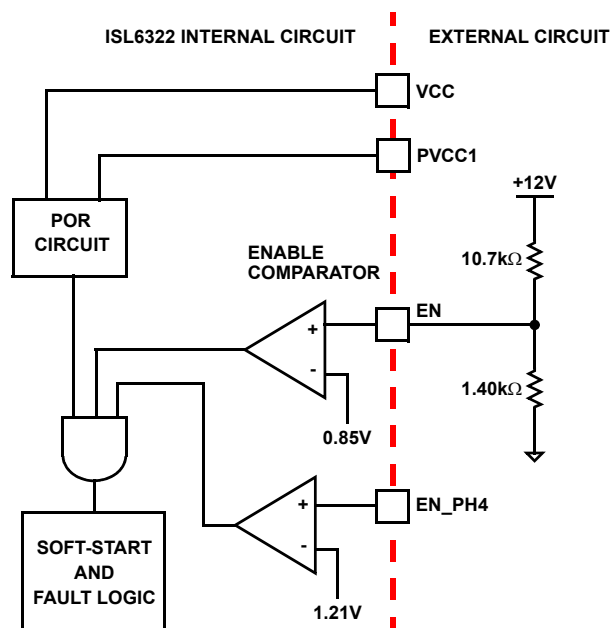 ISL6322 INTERNAL CIRCUIT
EXTERNAL CIRCUIT
VCC
PVCC1
+12V
POR
CIRCUIT
ENABLE
COMPARATOR
10.7kΩ
EN
+
-
1.40kΩ
0.85V
EN_PH4
+
-
SOFT-START
AND
FAULT LOGIC
1.21V